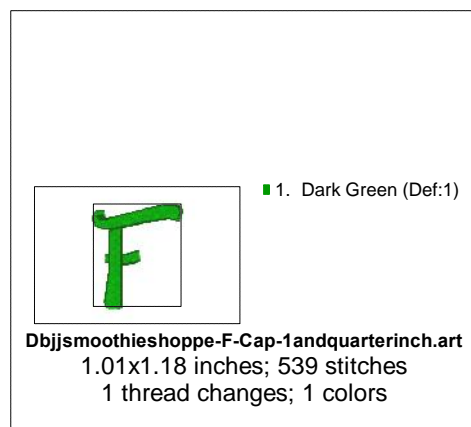 1. Dark Green (Def:1)
F
Dbjjsmoothieshoppe-F-Cap-1andquarterinch.art
1.01x1.18 inches; 539 stitches
1 thread changes; 1 colors